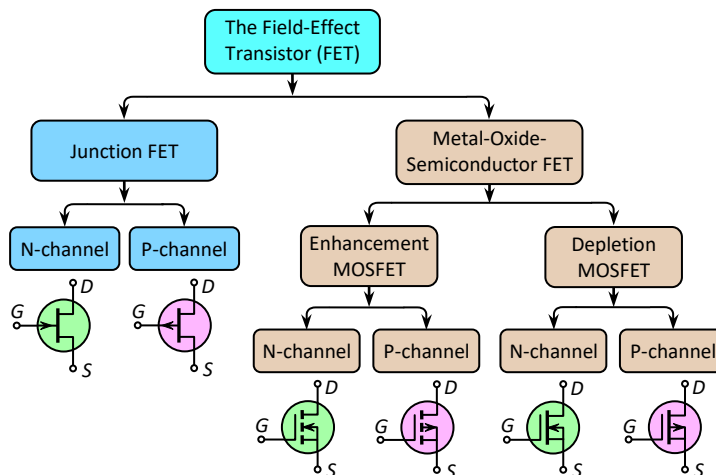 The Field-Effect
Transistor (FET)
Junction FET
Metal-Oxide-
Semiconductor FET
N-channel
P-channel
Enhancement
MOSFET
Depletion
MOSFET
D
D
G
G
S
S
N-channel
P-channel
N-channel
P-channel
D
D
D
D
G
G
G
G
S
S
S
S